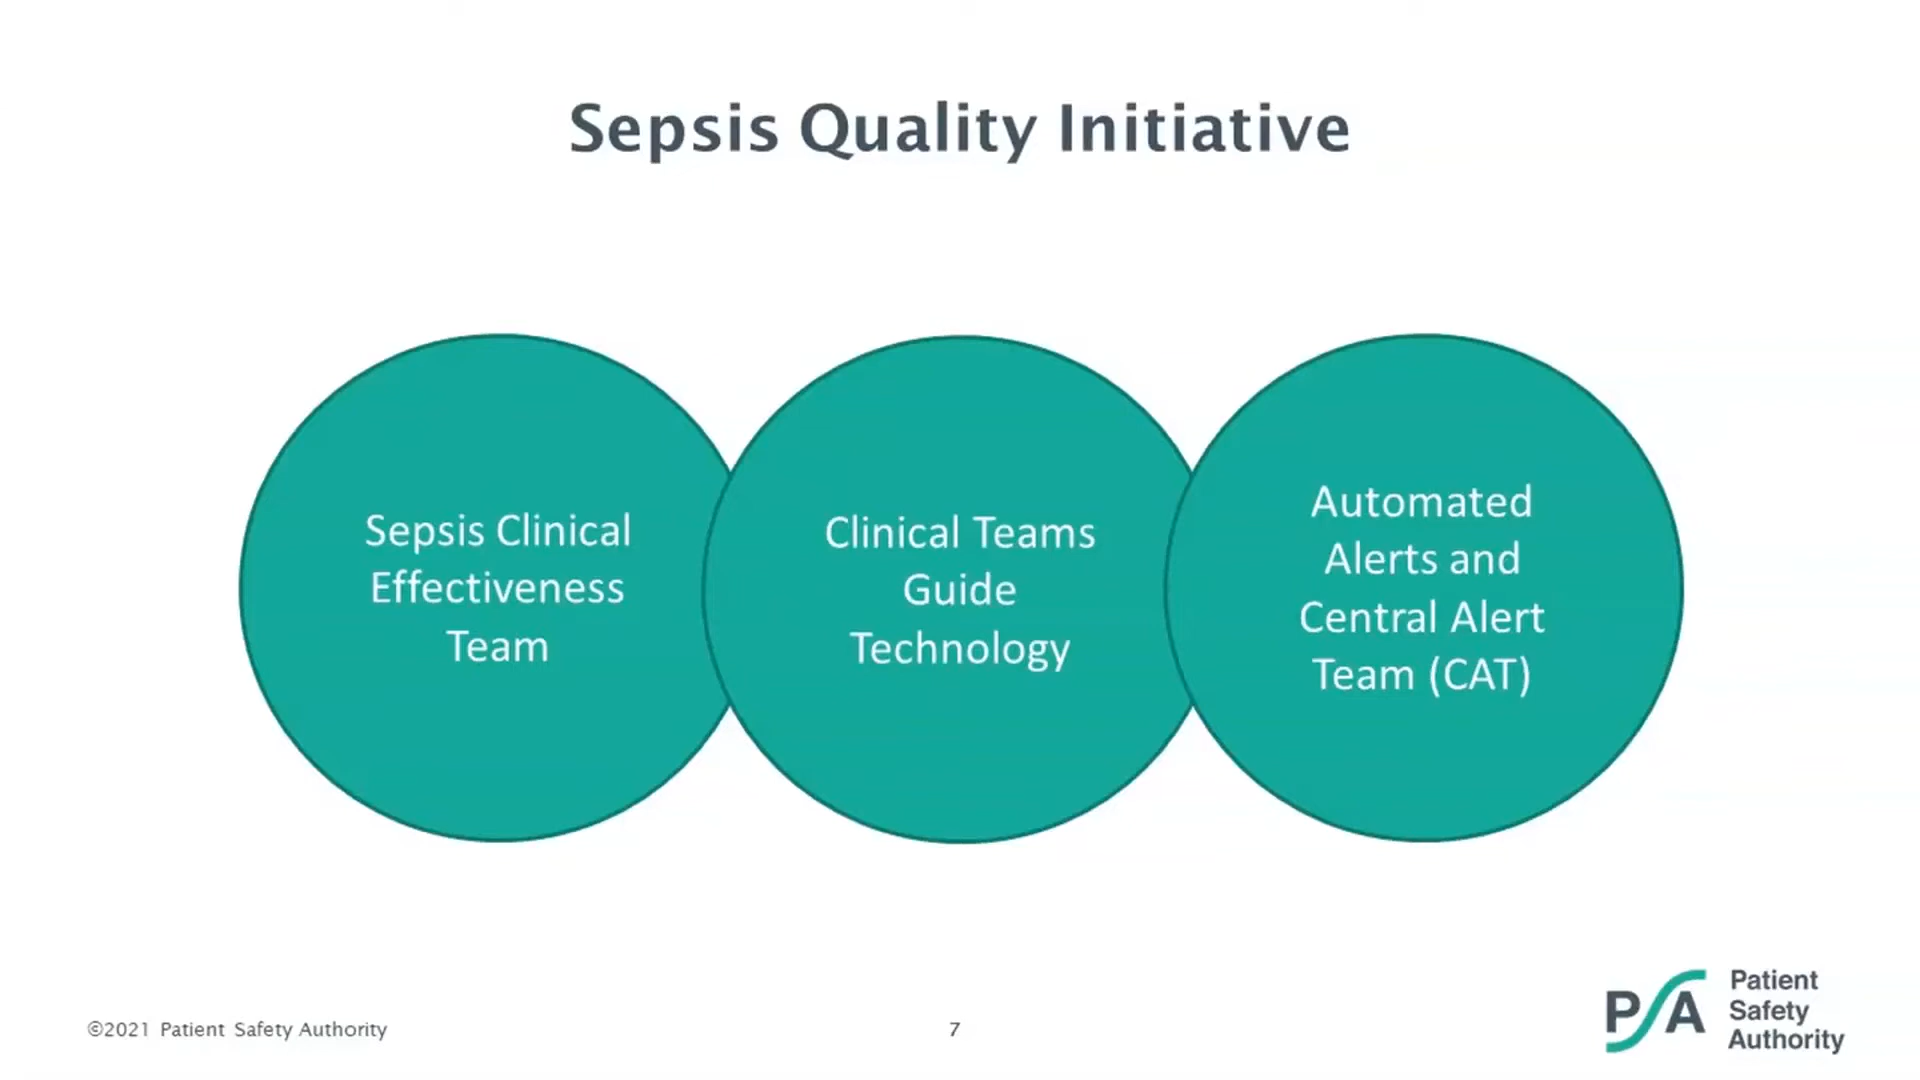 Sepsis Quality Initiative
Sepsis Clinical
Effectiveness
Team
Clinical Teams
Guide
Technology
Automated
Alerts and
Central Alert
Team (CAT)
©2021 Patient Safety Authority
7
PSA
Patient
Safety
Authority